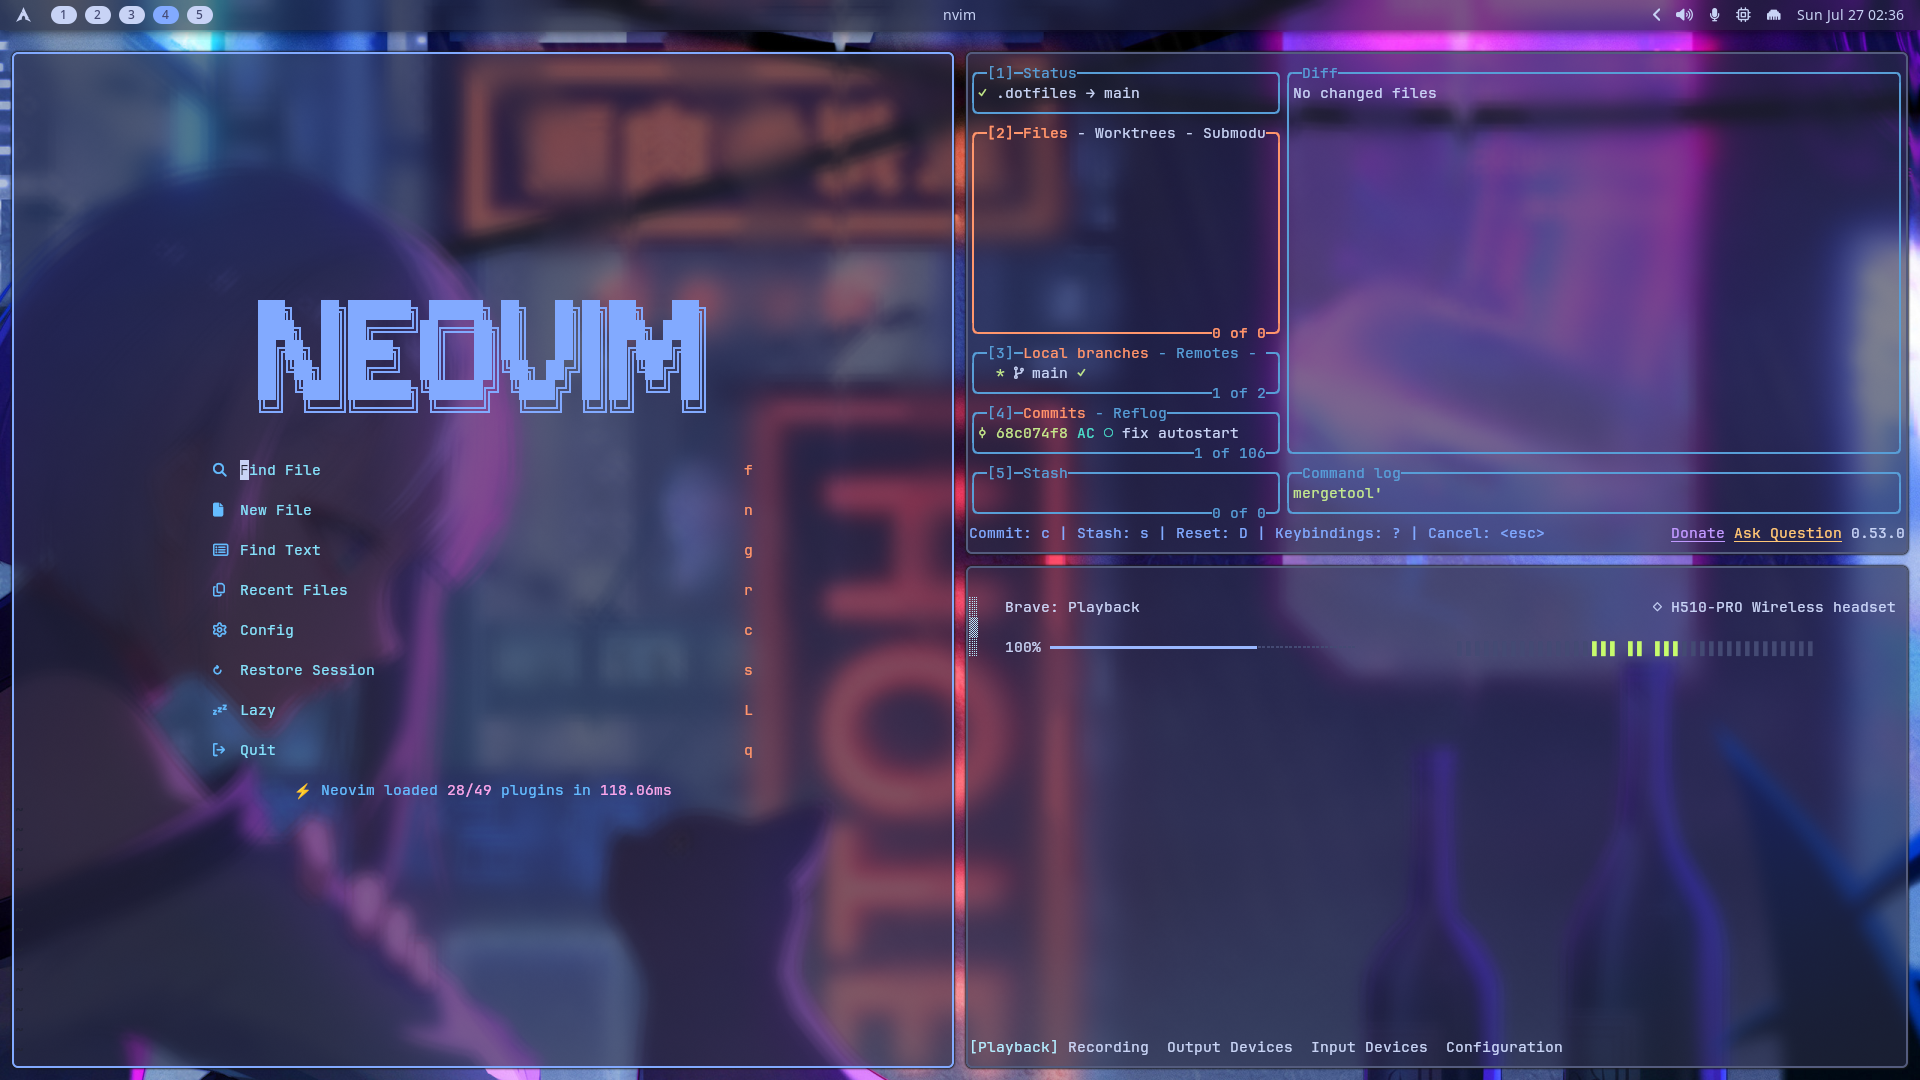 1 2 3 4 5
nvim
Sun Jul 27 02:36
NEOVIM
Find File f
New File n
Find Text g
Recent Files r
Config c
Restore Session s
Lazy L
Quit q
⚡ Neovim loaded 28/49 plugins in 118.06ms
[1]─Status
✓ .dotfiles → main
[2]─Files - Worktrees - Submodu
0 of 0
[3]─Local branches - Remotes -
* main ✓
1 of 2
[4]─Commits - Reflog
68c074f8 AC ○ fix autostart
1 of 106
[5]─Stash
0 of 0
Diff
No changed files
Command log
mergetool'
Commit: c | Stash: s | Reset: D | Keybindings: ? | Cancel: <esc>
Donate Ask Question 0.53.0
Brave: Playback
◇ H510-PRO Wireless headset
100%
[Playback] Recording Output Devices Input Devices Configuration
HOTE